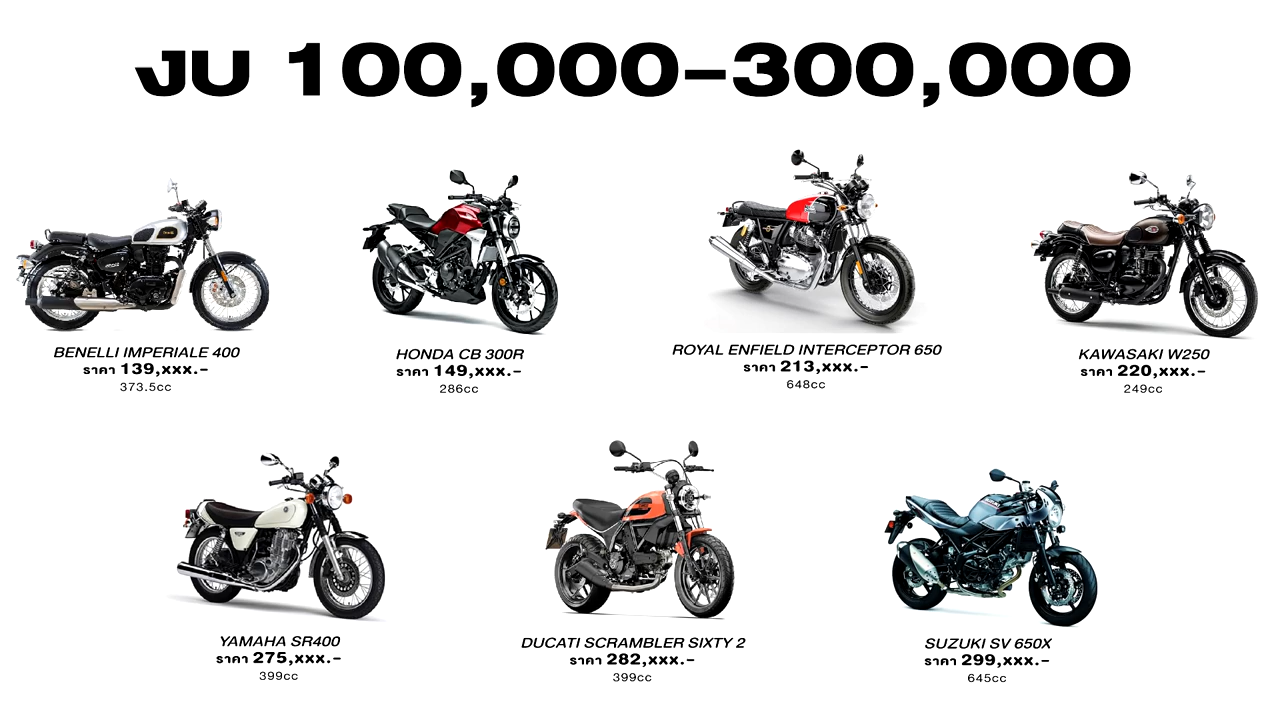 งบ 100,000–300,000
BENELLI IMPERIALE 400
ราคา 139,xxx.-
373.5cc
HONDA CB 300R
ราคา 149,xxx.-
286cc
ROYAL ENFIELD INTERCEPTOR 650
ราคา 213,xxx.-
648cc
KAWASAKI W250
ราคา 220,xxx.-
249cc
YAMAHA SR400
ราคา 275,xxx.-
399cc
DUCATI SCRAMBLER SIXTY 2
ราคา 282,xxx.-
399cc
SUZUKI SV 650X
ราคา 299,xxx.-
645cc